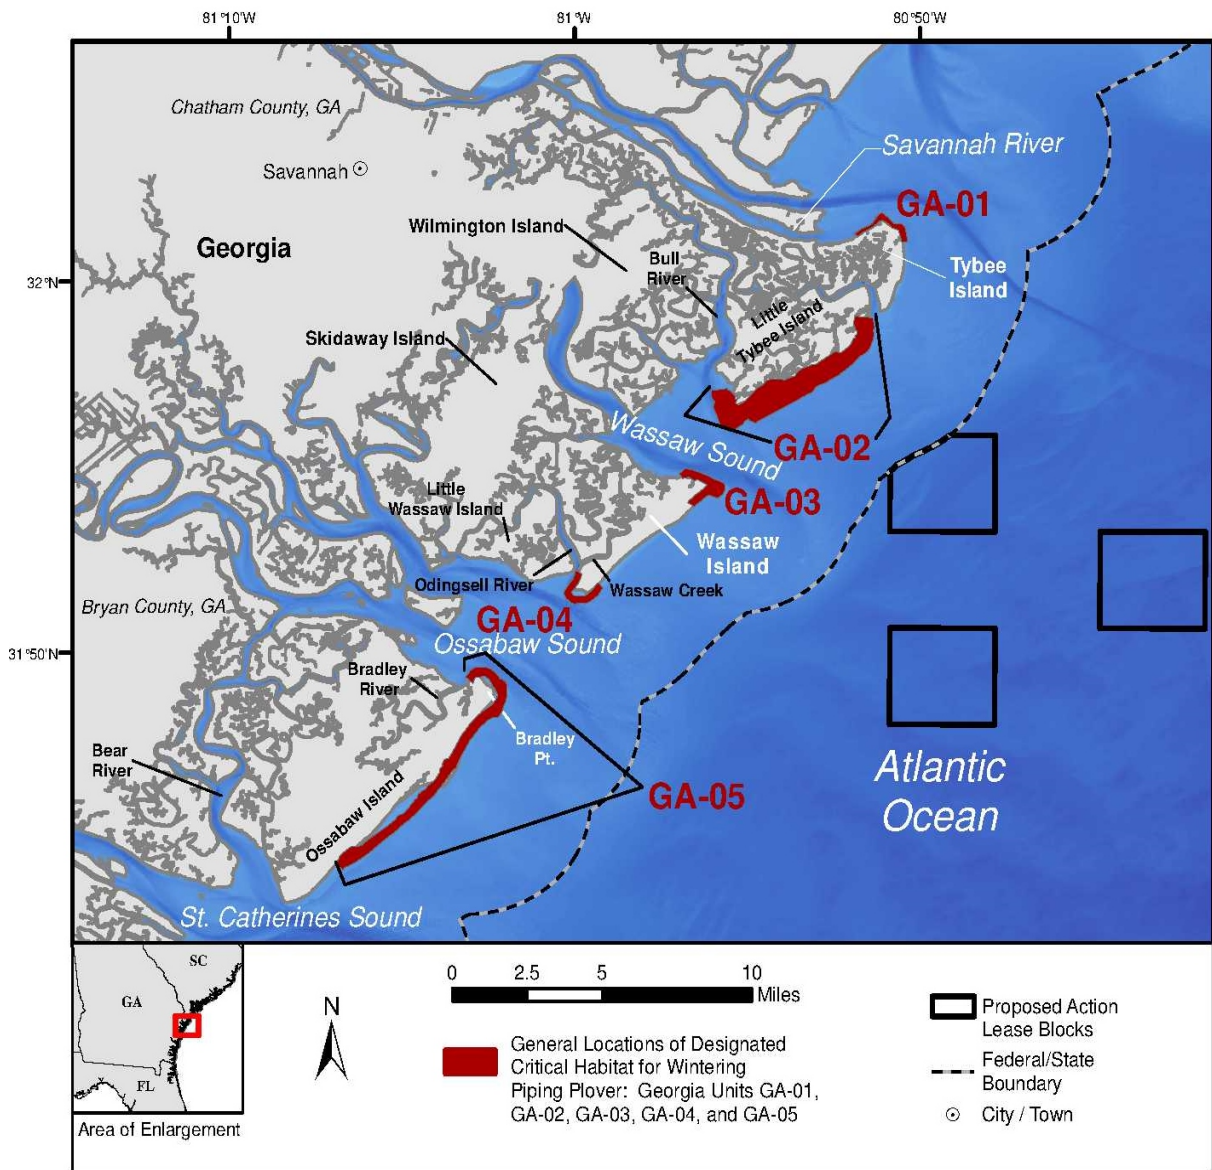 81°10'W
81°W
80°50'W
Chatham County, GA
Savannah River
Savannah
GA-01
Wilmington Island
Georgia
Bull
River
Tybee
Island
32°N
Little
Tybee Island
Skidaway Island
Wassaw Sound
GA-02
Little
Wassaw Island
GA-03
Wassaw
Island
Odingsell River
Wassaw Creek
Bryan County, GA
GA-04
Ossabaw Sound
31°50'N
Bradley
River
Bradley
Pt.
Bear
River
Atlantic
Ocean
GA-05
Ossabaw Island
St. Catherines Sound
SC
GA
FL
Area of Enlargement
N
0 2.5 5 10
Miles
General Locations of Designated
Critical Habitat for Wintering
Piping Plover: Georgia Units GA-01,
GA-02, GA-03, GA-04, and GA-05
Proposed Action
Lease Blocks
Federal/State
Boundary
City / Town